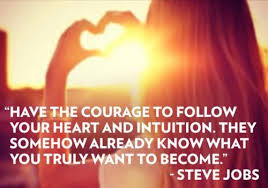 “HAVE THE COURAGE TO FOLLOW
YOUR HEART AND INTUITION. THEY
SOMEHOW ALREADY KNOW WHAT
YOU TRULY WANT TO BECOME.”
- STEVE JOBS